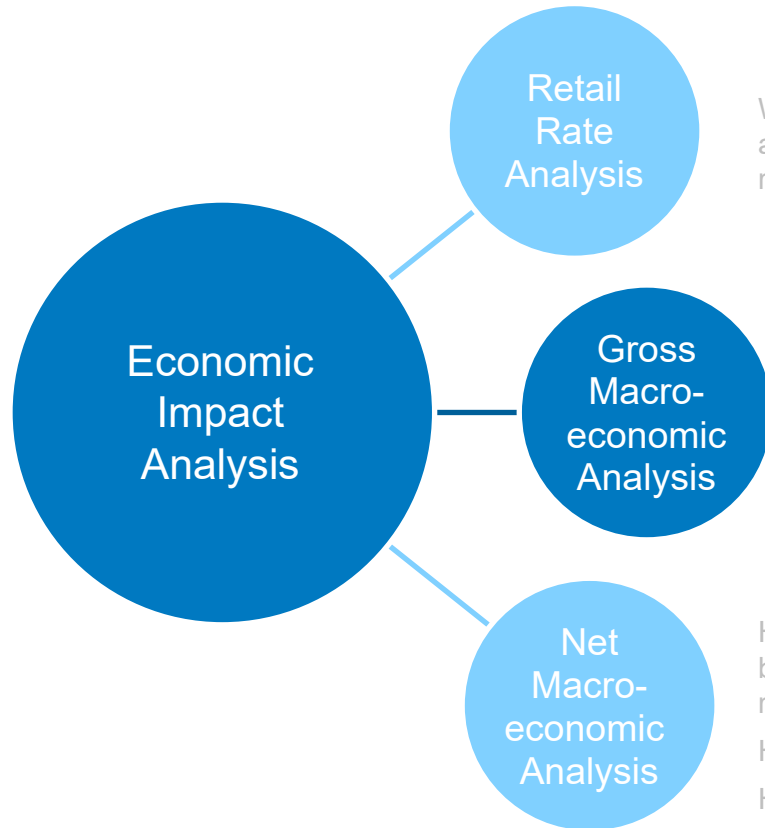 Retail
Rate
Analysis
Economic
Impact
Analysis
Gross
Macro-
economic
Analysis
Net
Macro-
economic
Analysis